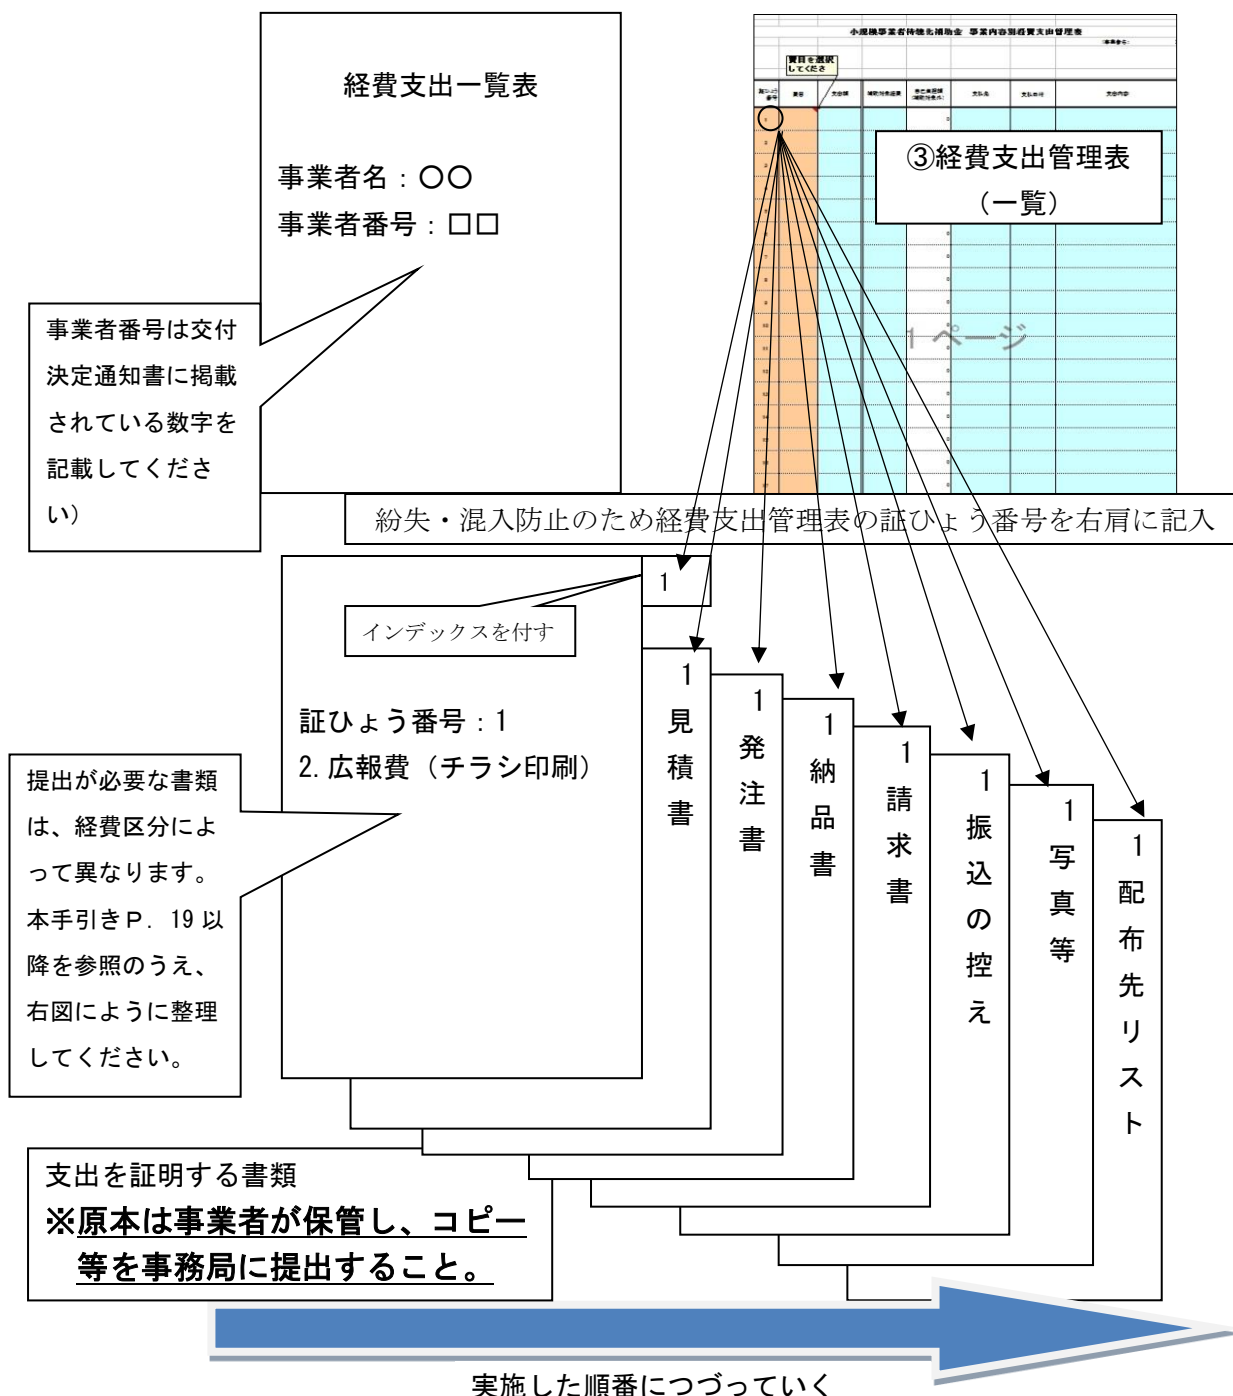 経費支出一覧表
事業者名：〇〇
事業者番号：□□
事業者番号は交付
決定通知書に掲載
されている数字を
記載してくださ
い）
小規模事業者持続化補助金 事業内容別経費支出管理表
費目を選択
してくださ
③経費支出管理表
（一覧）
1 ページ
紛失・混入防止のため経費支出管理表の証ひょう番号を右肩に記入
1
インデックスを付す
証ひょう番号：1
2.広報費（チラシ印刷）
提出が必要な書類
は、経費区分によ
って異なります。
本手引きＰ．19 以
降を参照のうえ、
右図にように整理
してください。
1見積書
1発注書
1納品書
1請求書
1振込の控え
1写真等
1配布先リスト
支出を証明する書類
※原本は事業者が保管し、コピー
等を事務局に提出すること。
実施した順番につづっていく